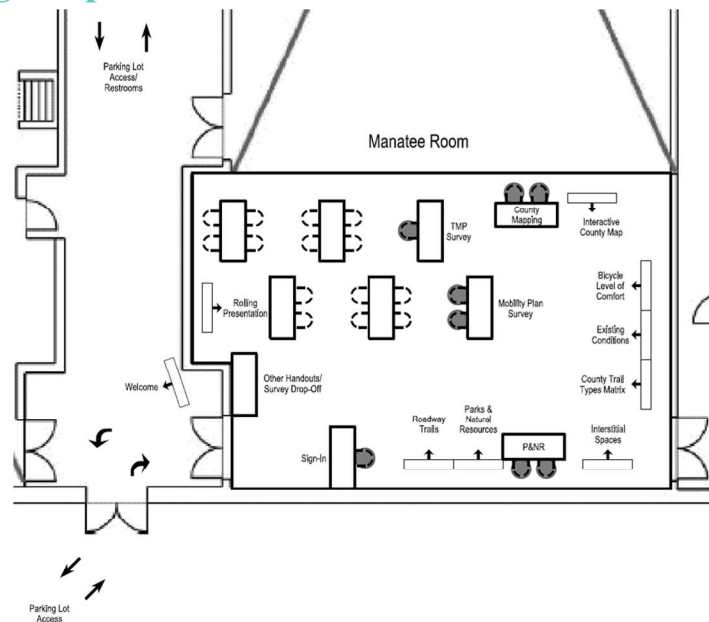 Parking Lot
Access/
Restrooms
Manatee Room
TMP
Survey
County
Mapping
Interactive
County Map
Rolling
Presentation
Mobility Plan
Survey
Bicycle
Level of
Comfort
Existing
Conditions
County Trail
Types Matrix
Welcome
Other Handouts/
Survey Drop-Off
Sign-In
Roadway
Trails
Parks &
Natural
Resources
P&NR
Interstitial
Spaces
Parking Lot
Access